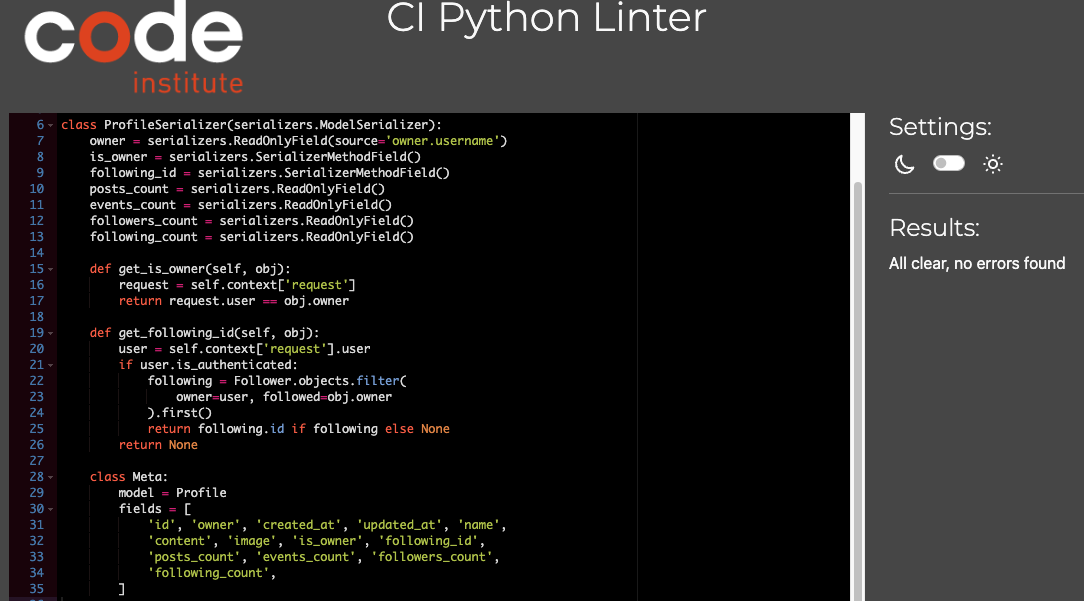 code
institute
CI Python Linter
6 class ProfileSerializer(serializers.ModelSerializer):
7 owner = serializers.ReadOnlyField(source='owner.username')
8 is_owner = serializers.SerializerMethodField()
9 following_id = serializers.SerializerMethodField()
10 posts_count = serializers.ReadOnlyField()
11 events_count = serializers.ReadOnlyField()
12 followers_count = serializers.ReadOnlyField()
13 following_count = serializers.ReadOnlyField()
14
15 def get_is_owner(self, obj):
16 request = self.context['request']
17 return request.user == obj.owner
18
19 def get_following_id(self, obj):
20 user = self.context['request'].user
21 if user.is_authenticated:
22 following = Follower.objects.filter(
23 owner=user, followed=obj.owner
24 ).first()
25 return following.id if following else None
26 return None
27
28 class Meta:
29 model = Profile
30 fields = [
31 'id', 'owner', 'created_at', 'updated_at', 'name',
32 'content', 'image', 'is_owner', 'following_id',
33 'posts_count', 'events_count', 'followers_count',
34 'following_count',
35 ]
Settings:
Results:
All clear, no errors found